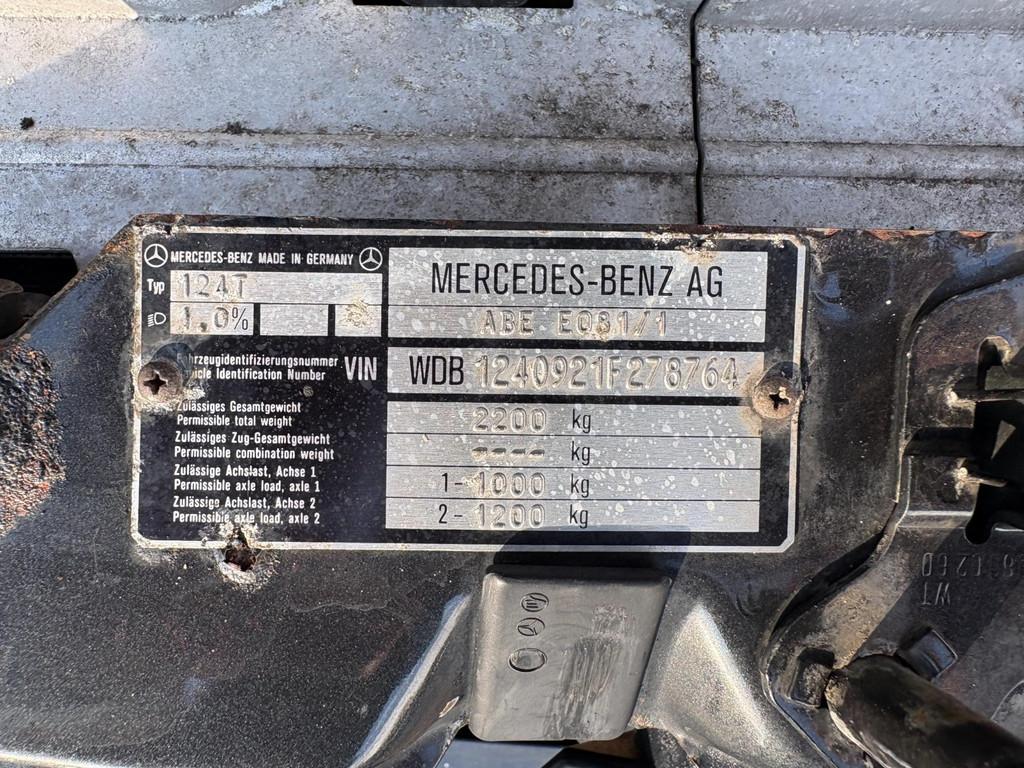 MERCEDES-BENZ MADE IN GERMANY
Typ 124T
1.0%
MERCEDES-BENZ AG
ABE E081/1
hrzeugidentifizierungsnummer
icle Identification Number
VIN
WDB 1240921F278764
Zulässiges Gesamtgewicht
Permissible total weight
2200 kg
Zulässiges Zug-Gesamtgewicht
Permissible combination weight
---- kg
Zulässige Achslast, Achse 1
Permissible axle load, axle 1
1- 1000 kg
Zulässige Achslast, Achse 2
Permissible axle load, axle 2
2- 1200 kg
WT